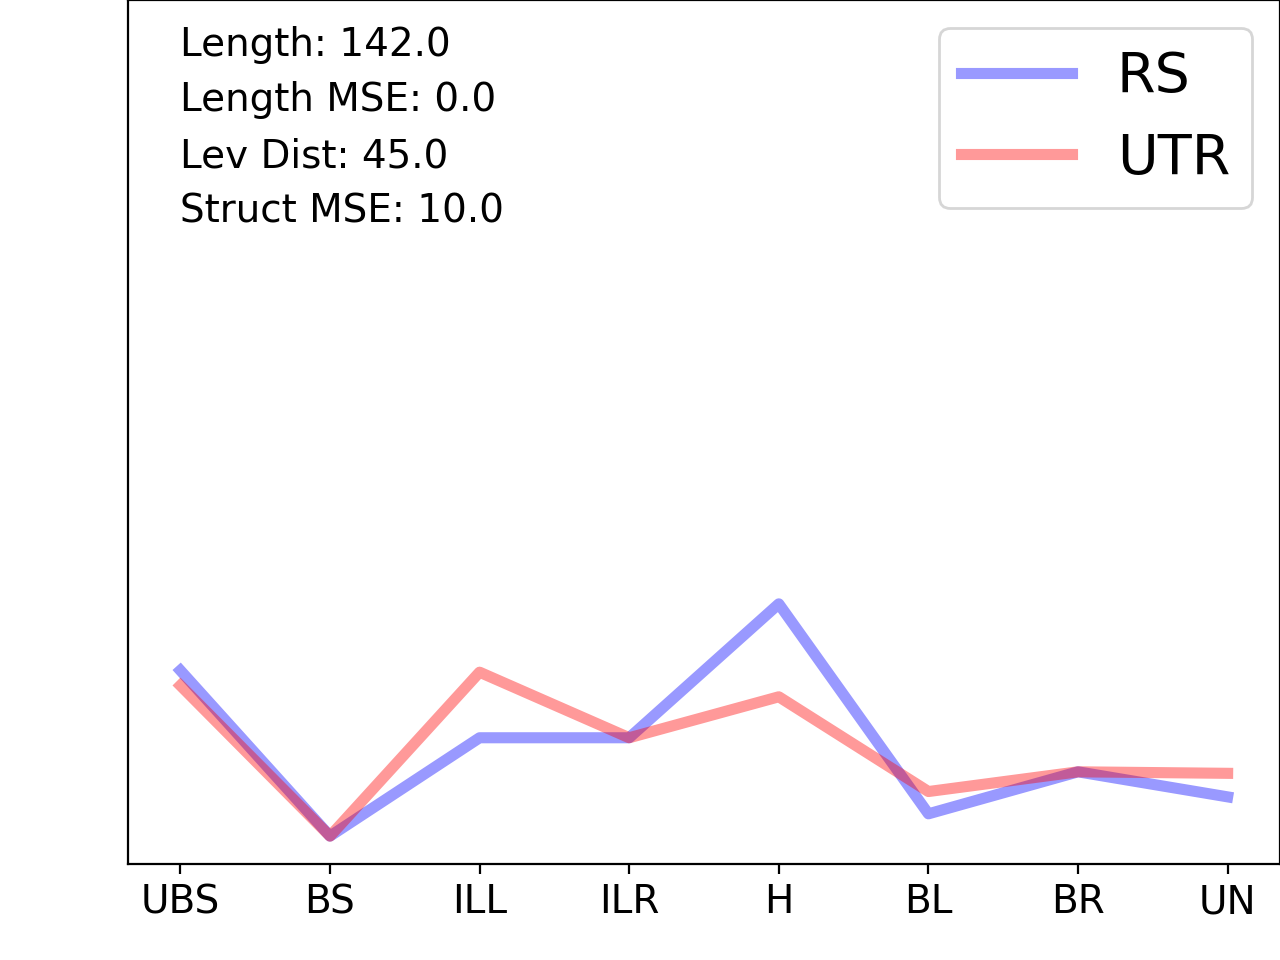 Length: 142.0
Length MSE: 0.0
Lev Dist: 45.0
Struct MSE: 10.0
RS
UTR
UBS BS ILL ILR H BL BR UN